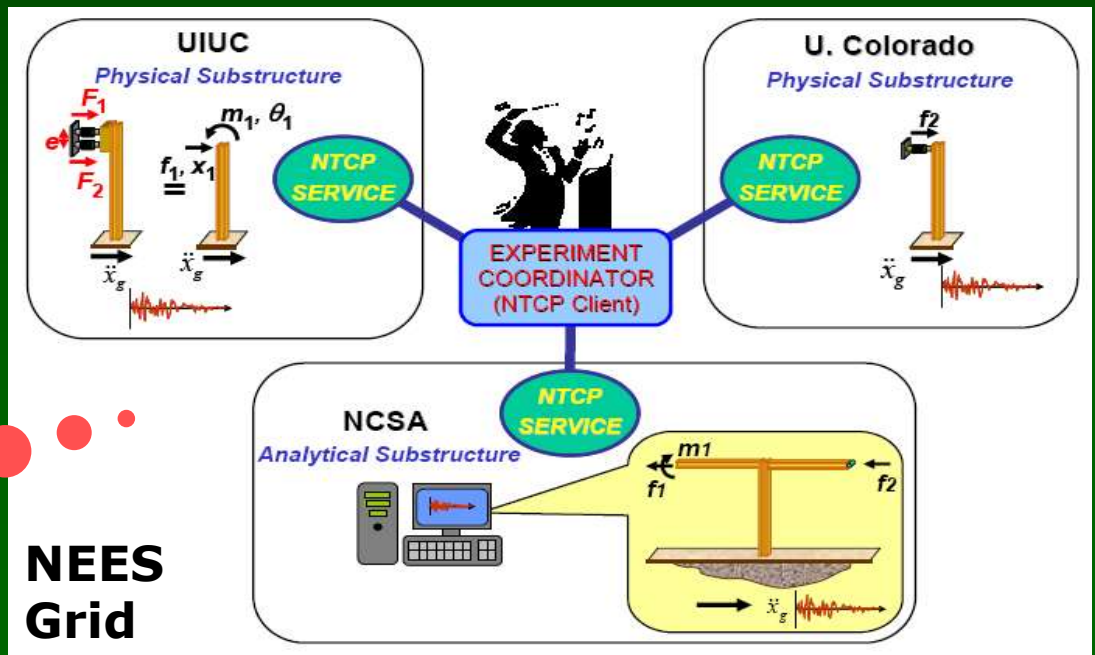 UIUC
Physical Substructure
F₁
e
F₂
m₁, θ₁
f₁, x₁
=
ẍg
ẍg
NTCP
SERVICE
U. Colorado
Physical Substructure
f2
NTCP
SERVICE
ẍg
EXPERIMENT
COORDINATOR
(NTCP Client)
NTCP
SERVICE
NCSA
Analytical Substructure
m1
f1
f2
ẍg
NEES
Grid